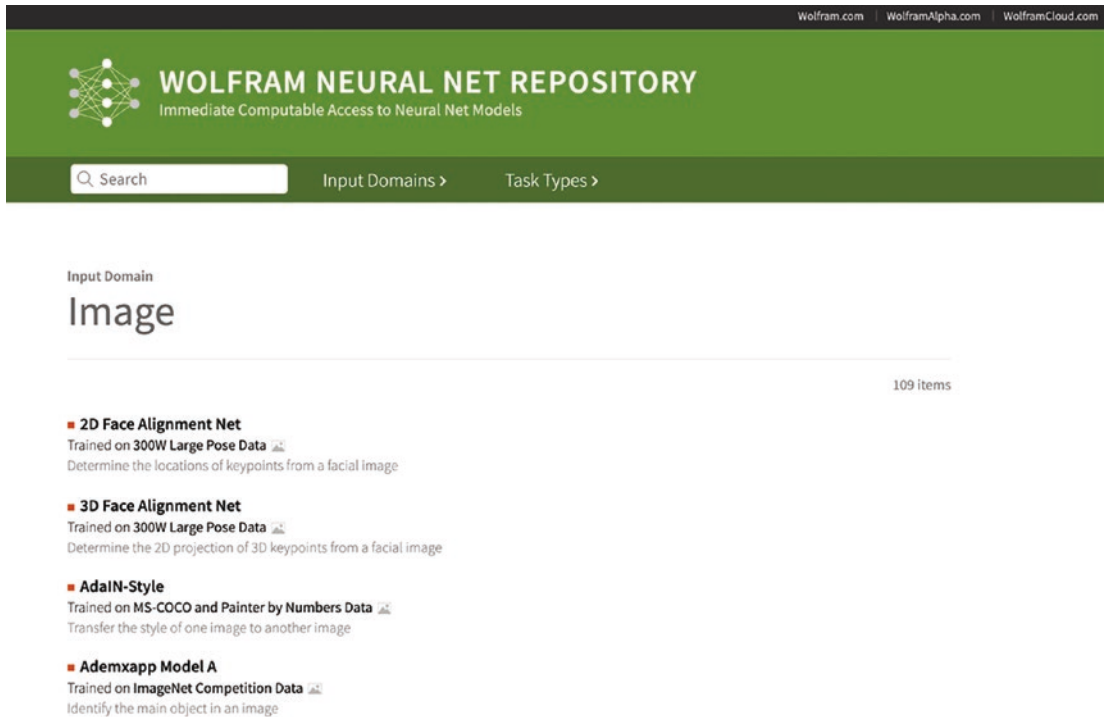 Wolfram.com | WolframAlpha.com | WolframCloud.com
WOLFRAM NEURAL NET REPOSITORY
Immediate Computable Access to Neural Net Models
Search Input Domains > Task Types >
Input Domain
Image
109 items
2D Face Alignment Net
Trained on 300W Large Pose Data
Determine the locations of keypoints from a facial image
3D Face Alignment Net
Trained on 300W Large Pose Data
Determine the 2D projection of 3D keypoints from a facial image
AdaIN-Style
Trained on MS-COCO and Painter by Numbers Data
Transfer the style of one image to another image
Ademxapp Model A
Trained on ImageNet Competition Data
Identify the main object in an image